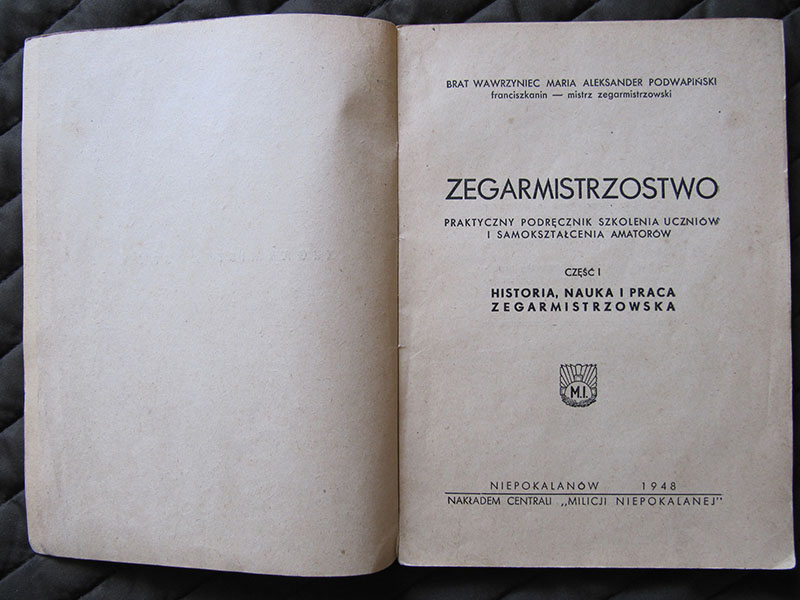 BRAT WAWRZYNIEC MARIA ALEKSANDER PODWAPIŃSKI
franciszkanin — mistrz zegarmistrzowski
ZEGARMISTRZOSTWO
PRAKTYCZNY PODRĘCZNIK SZKOLENIA UCZNIÓW
I SAMOKSZTAŁCENIA AMATORÓW
CZĘŚĆ I
HISTORIA, NAUKA I PRACA
ZEGARMISTRZOWSKA
M.I.
NIEPOKALANÓW 1948
NAKŁADEM CENTRALI „MILICJI NIEPOKALANEJ"